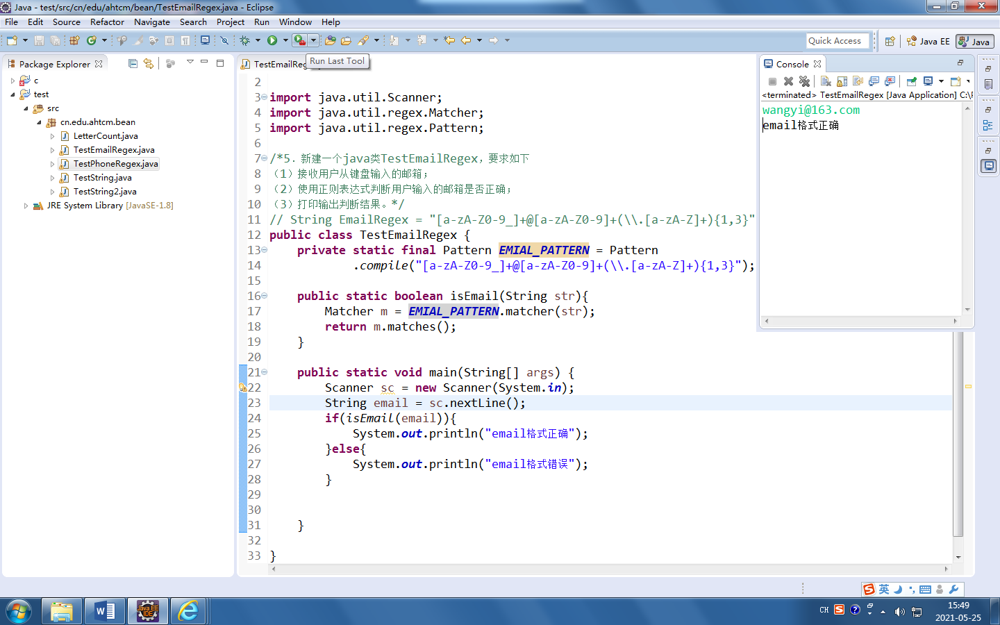 Java - test/src/cn/edu/ahtcm/bean/TestEmailRegex.java - Eclipse
File Edit Source Refactor Navigate Search Project Run Window Help
Quick Access Java EE Java
Package Explorer
c
test
src
cn.edu.ahtcm.bean
LetterCount.java
TestEmailRegex.java
TestPhoneRegex.java
TestString.java
TestString2.java
JRE System Library [JavaSE-1.8]
TestEmailReg
Run Last Tool
2
3 import java.util.Scanner;
4 import java.util.regex.Matcher;
5 import java.util.regex.Pattern;
6
7 /*5. 新建一个java类TestEmailRegex，要求如下
8 （1）接收用户从键盘输入的邮箱；
9 （2）使用正则表达式判断用户输入的邮箱是否正确；
10 （3）打印输出判断结果。*/
11 // String EmailRegex = "[a-zA-Z0-9_]+@[a-zA-Z0-9]+(\\.[a-zA-Z]+){1,3}"
12 public class TestEmailRegex {
13 private static final Pattern EMIAL_PATTERN = Pattern
14 .compile("[a-zA-Z0-9_]+@[a-zA-Z0-9]+(\\.[a-zA-Z]+){1,3}");
15
16 public static boolean isEmail(String str){
17 Matcher m = EMIAL_PATTERN.matcher(str);
18 return m.matches();
19 }
20
21 public static void main(String[] args) {
22 Scanner sc = new Scanner(System.in);
23 String email = sc.nextLine();
24 if(isEmail(email)){
25 System.out.println("email格式正确");
26 }else{
27 System.out.println("email格式错误");
28 }
29
30
31 }
32
33 }
Console
<terminated> TestEmailRegex [Java Application] C:\
wangyi@163.com
email格式正确
英
CH
15:49
2021-05-25
Java EE
IDE